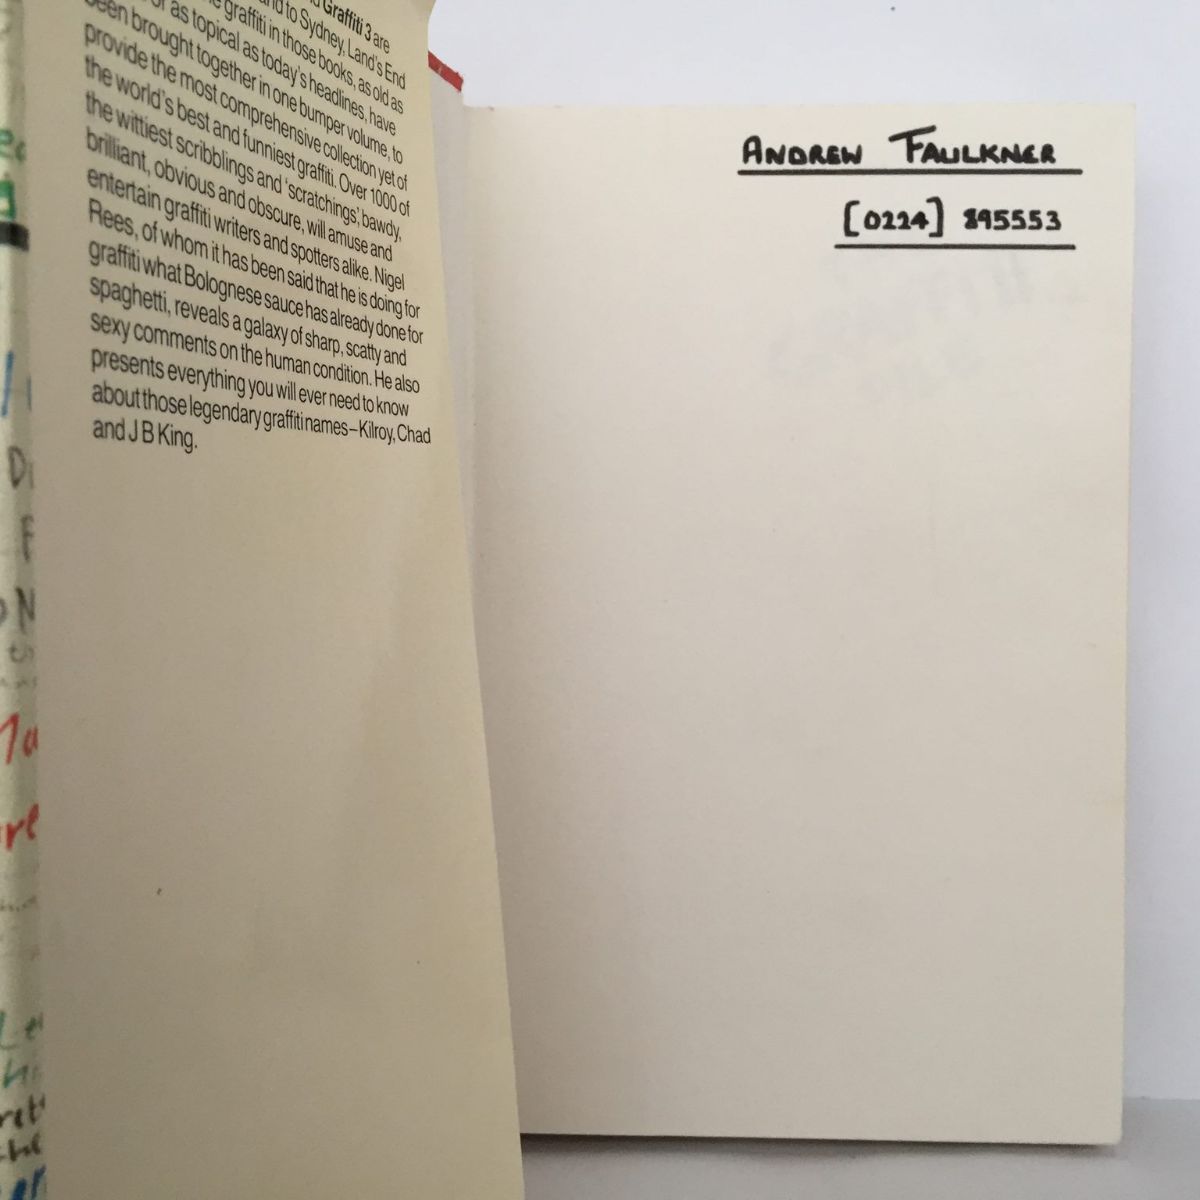 and to Sydney, Land's End
Graffiti 3 are
graffiti in those books, as old as
or as topical as today's headlines, have
been brought together in one bumper volume, to
provide the most comprehensive collection yet of
the world's best and funniest graffiti. Over 1000 of
the wittiest scribblings and 'scratchings', bawdy,
brilliant, obvious and obscure, will amuse and
entertain graffiti writers and spotters alike. Nigel
Rees, of whom it has been said that he is doing for
graffiti what Bolognese sauce has already done for
spaghetti, reveals a galaxy of sharp, scatty and
sexy comments on the human condition. He also
presents everything you will ever need to know
about those legendary graffiti names–Kilroy, Chad
and J B King.
ANDREW FAULKNER
[0224] 895553